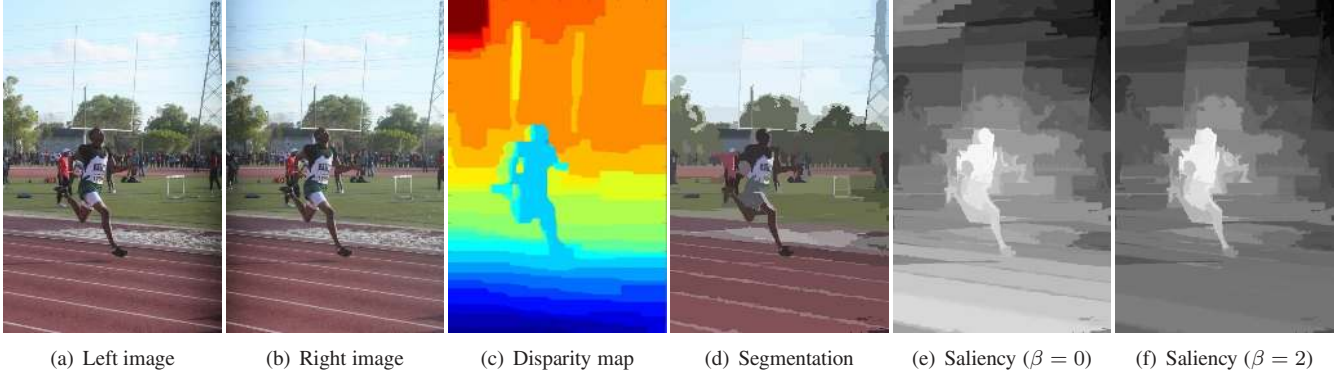 (a) Left image
(b) Right image
(c) Disparity map
(d) Segmentation
(e) Saliency (β = 0)
(f) Saliency (β = 2)